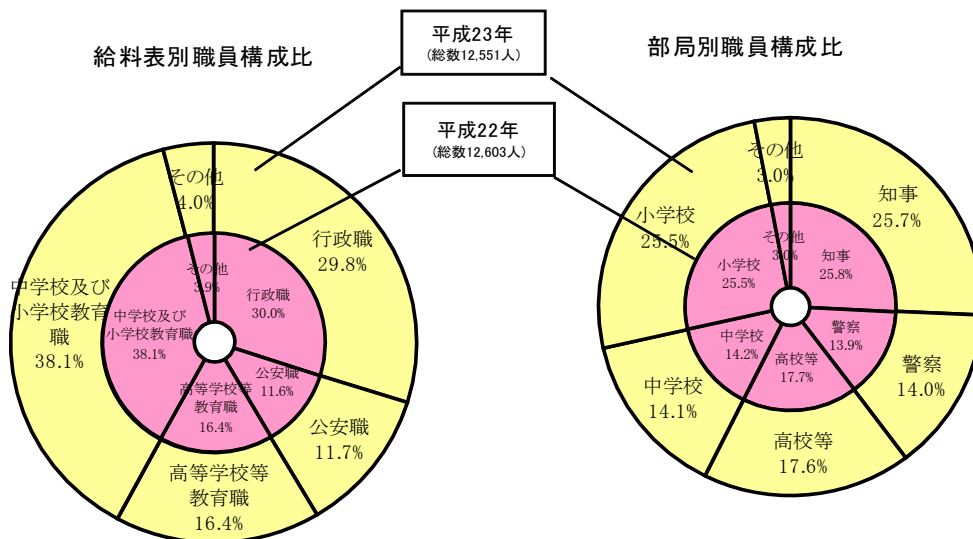 給料表別職員構成比
平成23年
(総数12,551人)
平成22年
(総数12,603人)
部局別職員構成比
その他
4.0%
行政職
29.8%
公安職
11.7%
高等学校等
教育職
16.4%
中学校及び
小学校教育
職
38.1%
その他
3.9%
行政職
30.0%
公安職
11.6%
高等学校等
教育職
16.4%
中学校及び
小学校教育職
38.1%
その他
3.0%
知事
25.7%
警察
14.0%
高校等
17.6%
中学校
14.1%
小学校
25.5%
その他
3.0%
知事
25.8%
警察
13.9%
高校等
17.7%
中学校
14.2%
小学校
25.5%